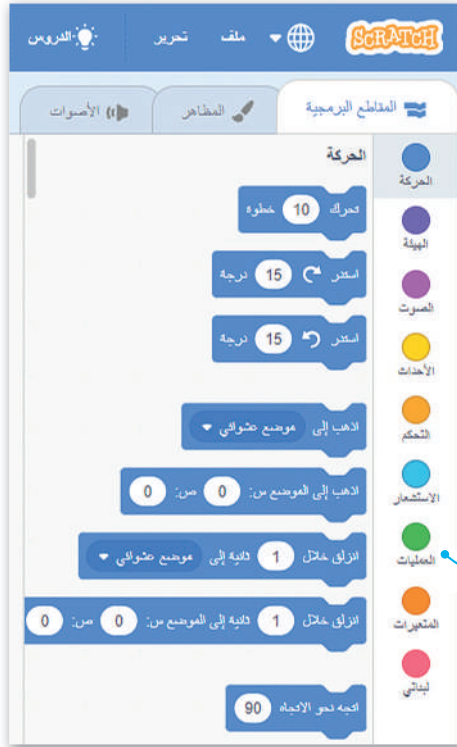 SCRATCH ملف تحرير الدروس
المقاطع البرمجية المظاهر الأصوات
الحركة
تحرك 10 خطوة
استدر 15 درجة
استدر 15 درجة
اذهب إلى موضع عشوائي
اذهب إلى الموضع س: 0 ص: 0
انزلق خلال 1 ثانية إلى موضع عشوائي
انزلق خلال 1 ثانية إلى الموضع س: 0 ص: 0
اتجه نحو الاتجاه 90
الحركة
الهيئة
الصوت
الأحداث
التحكم
الاستشعار
العمليات
المتغيرات
لبناتي